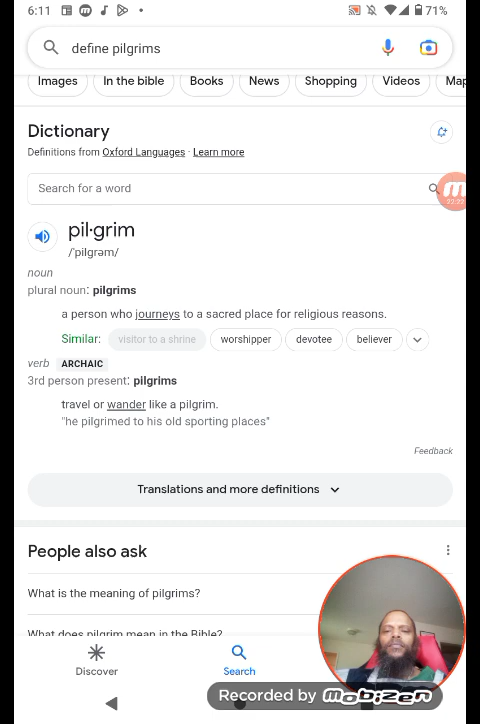 6:11
71%
define pilgrims
Images
In the bible
Books
News
Shopping
Videos
Dictionary
Definitions from Oxford Languages · Learn more
Search for a word
22:22
pil·grim
/ˈpilɡrəm/
noun
plural noun: pilgrims
a person who journeys to a sacred place for religious reasons.
Similar: visitor to a shrine worshipper devotee believer
verb ARCHAIC
3rd person present: pilgrims
travel or wander like a pilgrim.
"he pilgrimed to his old sporting places"
Feedback
Translations and more definitions
People also ask
What is the meaning of pilgrims?
What does pilgrim mean in the Bible?
Discover
Search
Recorded by mobizen